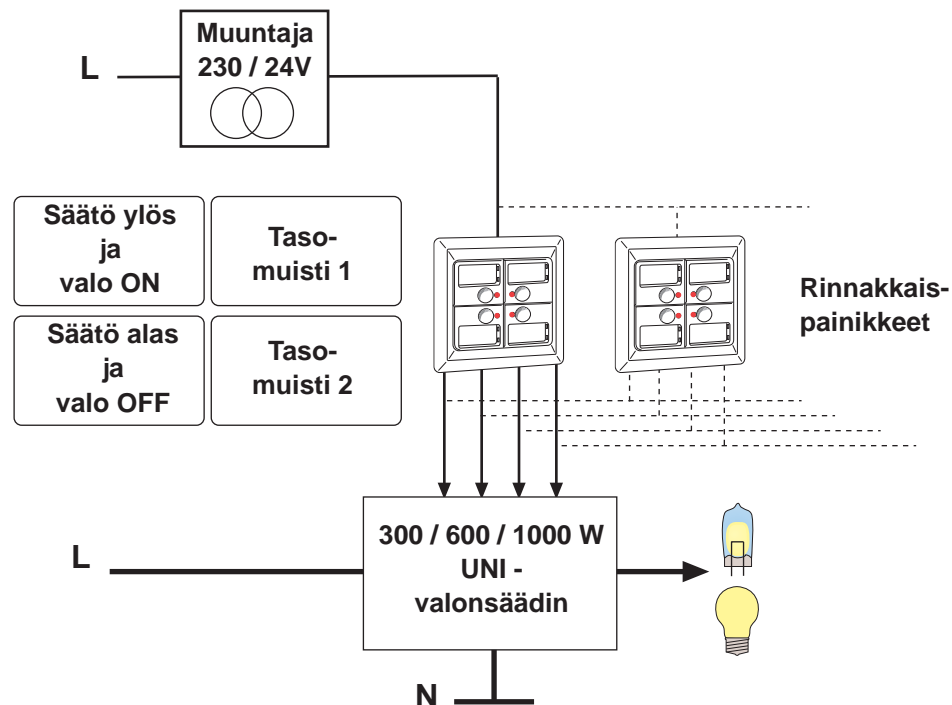 Muuntaja
230 / 24V
L
Säätö ylös
ja
valo ON
Taso-
muisti 1
Säätö alas
ja
valo OFF
Taso-
muisti 2
Rinnakkais-
painikkeet
L
300 / 600 / 1000 W
UNI -
valonsäädin
N